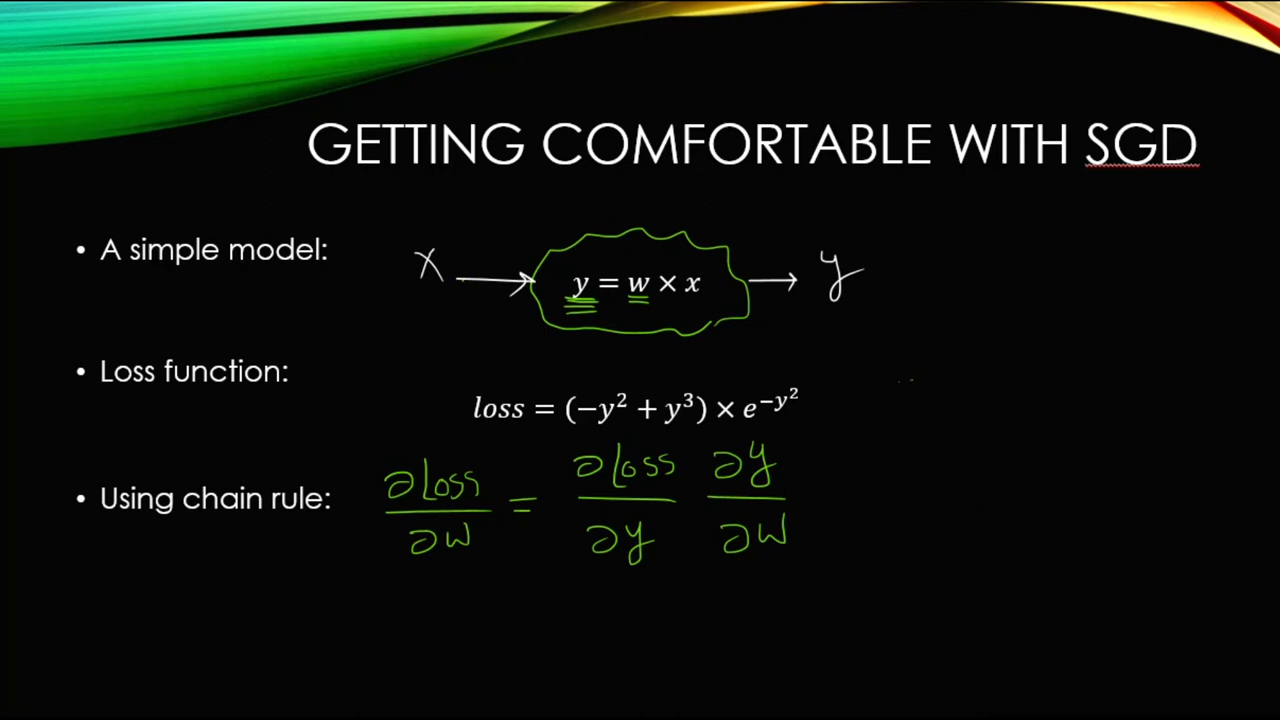 GETTING COMFORTABLE WITH SGD
• A simple model:
x → y = w × x → y
• Loss function:
loss = (−y² + y³) × e^{−y²}
• Using chain rule:
∂Loss/∂w = ∂Loss/∂y ∂y/∂w